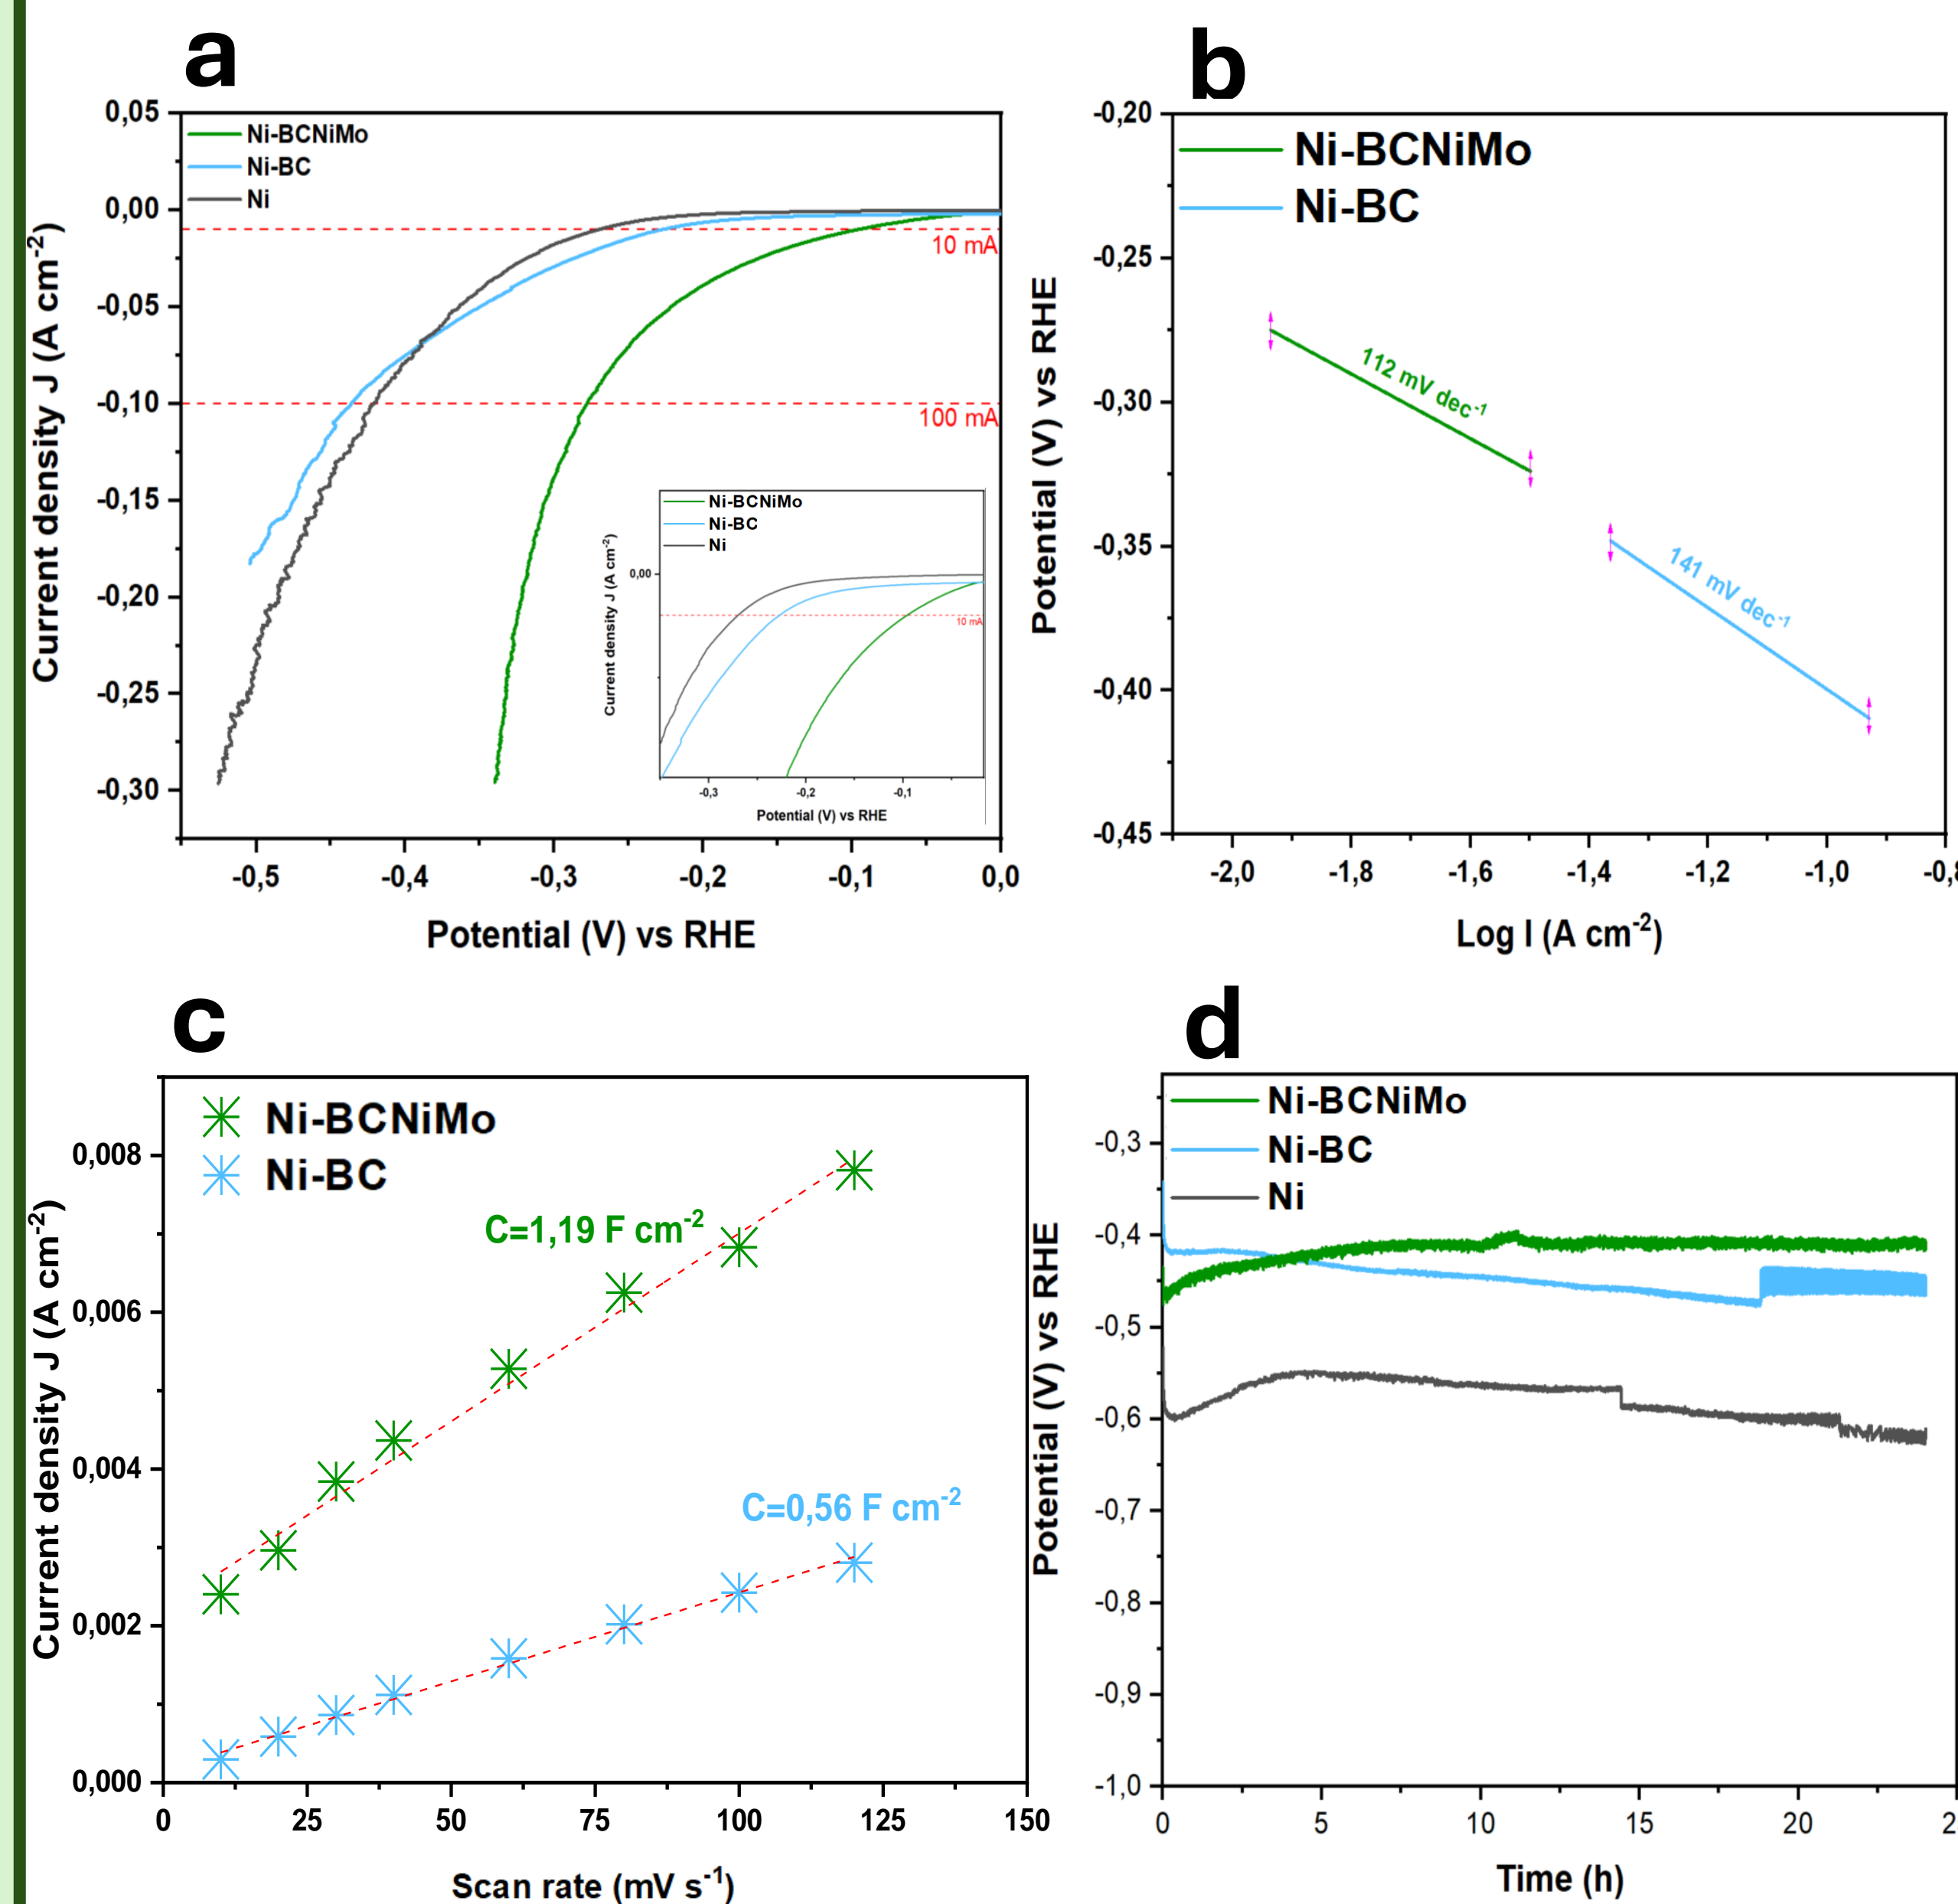 a
0,05
0,00
-0,05
-0,10
-0,15
-0,20
-0,25
-0,30
Current density J (A cm-2)
Ni-BCNiMo
Ni-BC
Ni
10 mA
100 mA
Ni-BCNiMo
Ni-BC
Ni
0,00
Current density J (A cm-2)
10 mA
-0,3
-0,2
-0,1
Potential (V) vs RHE
-0,5
-0,4
-0,3
-0,2
-0,1
0,0
Potential (V) vs RHE
b
-0,20
-0,25
-0,30
-0,35
-0,40
-0,45
Potential (V) vs RHE
Ni-BCNiMo
Ni-BC
112 mV dec-1
141 mV dec-1
-2,0
-1,8
-1,6
-1,4
-1,2
-1,0
-0,8
Log I (A cm-2)
c
0,008
0,006
0,004
0,002
0,000
Current density J (A cm-2)
Ni-BCNiMo
Ni-BC
C=1,19 F cm-2
C=0,56 F cm-2
0
25
50
75
100
125
150
Scan rate (mV s-1)
d
-0,3
-0,4
-0,5
-0,6
-0,7
-0,8
-0,9
-1,0
Potential (V) vs RHE
Ni-BCNiMo
Ni-BC
Ni
0
5
10
15
20
2
Time (h)